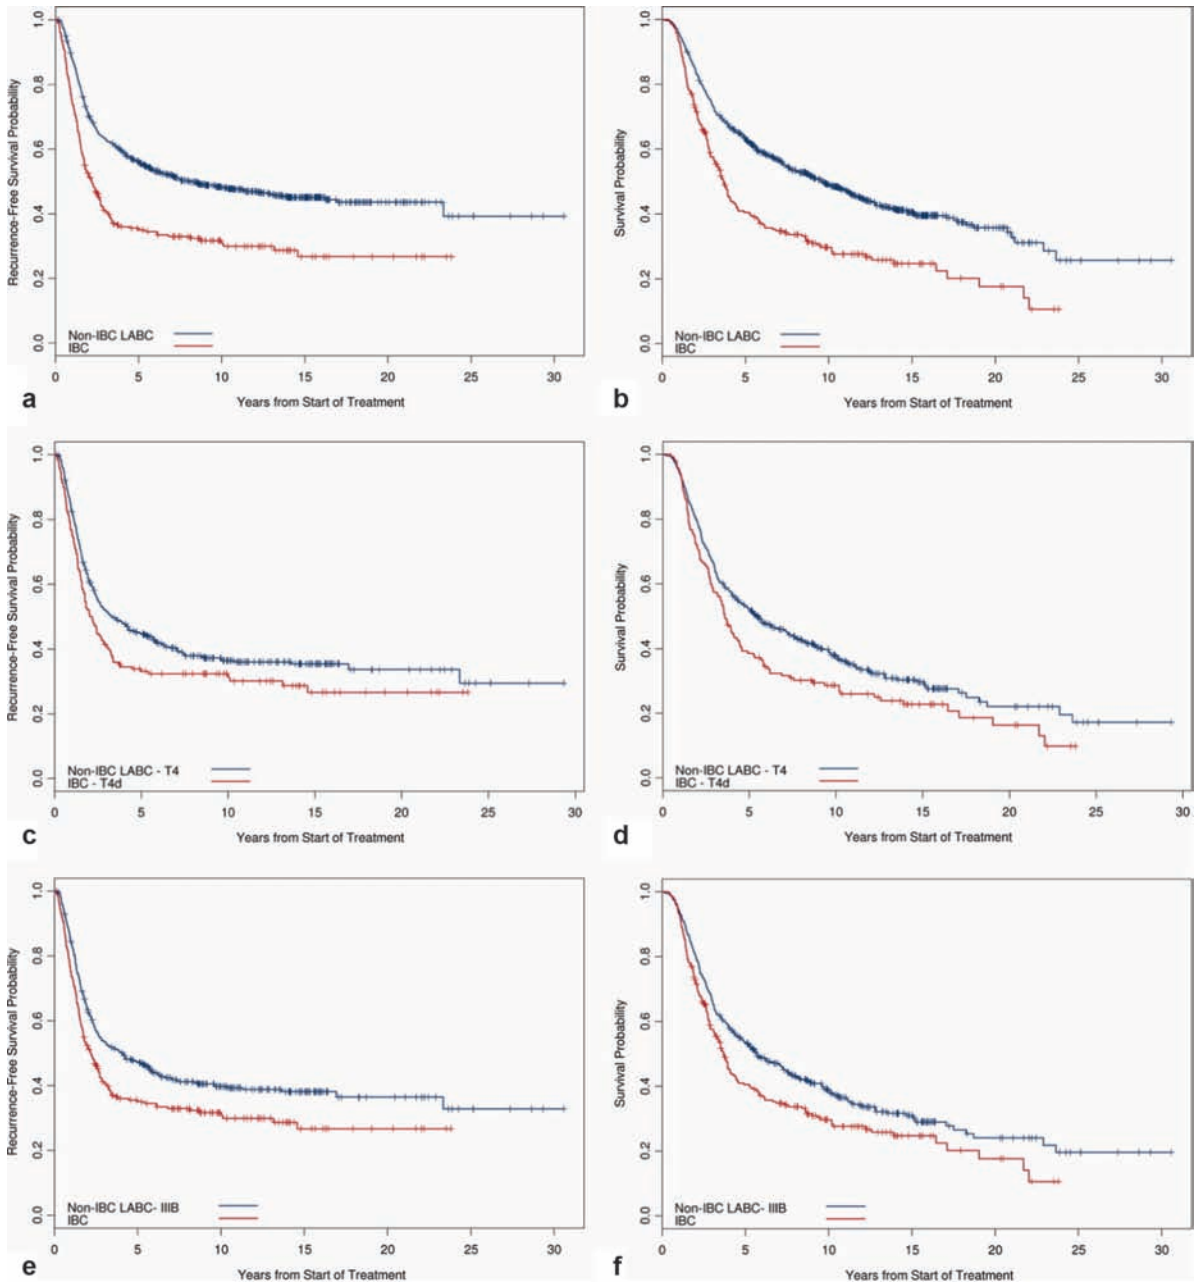 1.0
0.8
0.6
0.4
0.2
0.0
Recurrence-Free Survival Probability
Non-IBC LABC
IBC
0 5 10 15 20 25 30
Years from Start of Treatment
a
1.0
0.8
0.6
0.4
0.2
0.0
Survival Probability
Non-IBC LABC
IBC
0 5 10 15 20 25 30
Years from Start of Treatment
b
1.0
0.8
0.6
0.4
0.2
0.0
Recurrence-Free Survival Probability
Non-IBC LABC - T4
IBC - T4d
0 5 10 15 20 25 30
Years from Start of Treatment
c
1.0
0.8
0.6
0.4
0.2
0.0
Survival Probability
Non-IBC LABC - T4
IBC - T4d
0 5 10 15 20 25 30
Years from Start of Treatment
d
1.0
0.8
0.6
0.4
0.2
0.0
Recurrence-Free Survival Probability
Non-IBC LABC- IIIB
IBC
0 5 10 15 20 25 30
Years from Start of Treatment
e
1.0
0.8
0.6
0.4
0.2
0.0
Survival Probability
Non-IBC LABC- IIIB
IBC
0 5 10 15 20 25 30
Years from Start of Treatment
f